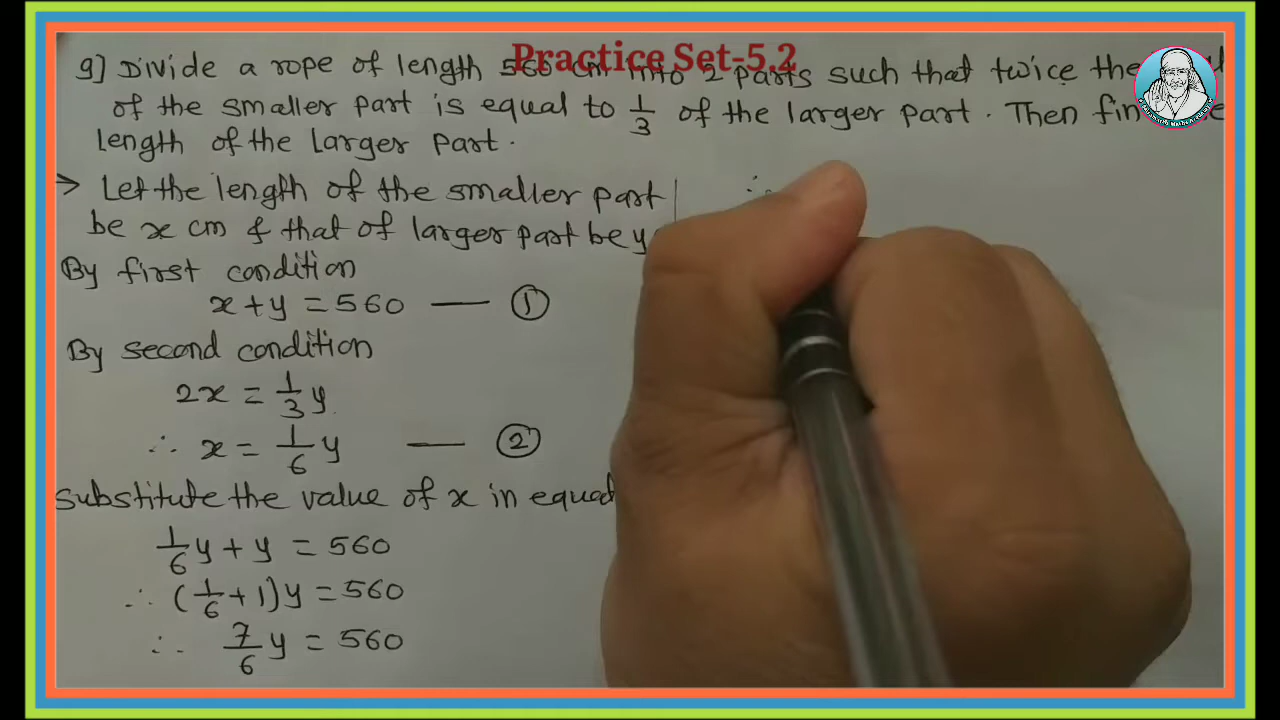 Practice Set-5.2
9] Divide a rope of length 560 cm into 2 parts such that twice the
of the smaller part is equal to 1/3 of the larger part. Then
length of the larger part.
→ Let the length of the smaller part
be x cm & that of larger part be y
By first condition
x+y = 560 — ①
By second condition
2x = 1/3 y
∴ x = 1/6 y — ②
Substitute the value of x in
1/6 y + y = 560
∴ (1/6 + 1)y = 560
∴ 7/6 y = 560
∴